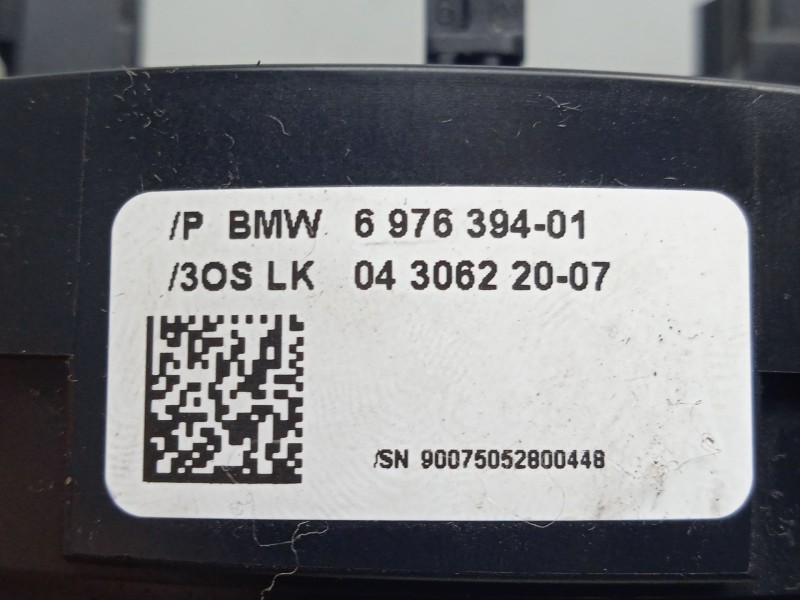 /P BMW 6 976 394-01
/3OS LK 04 3062 20-07
/SN 90075052800448